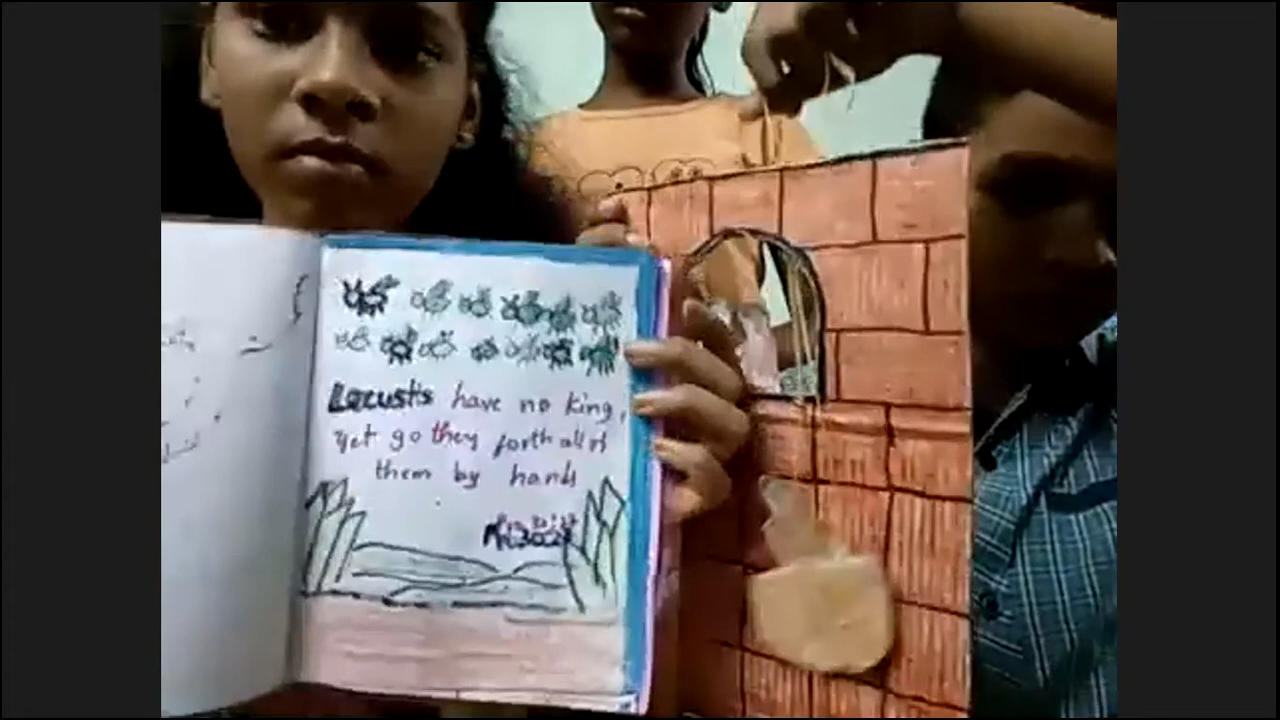 Locusts have no king,
yet go they forth all of
them by hands